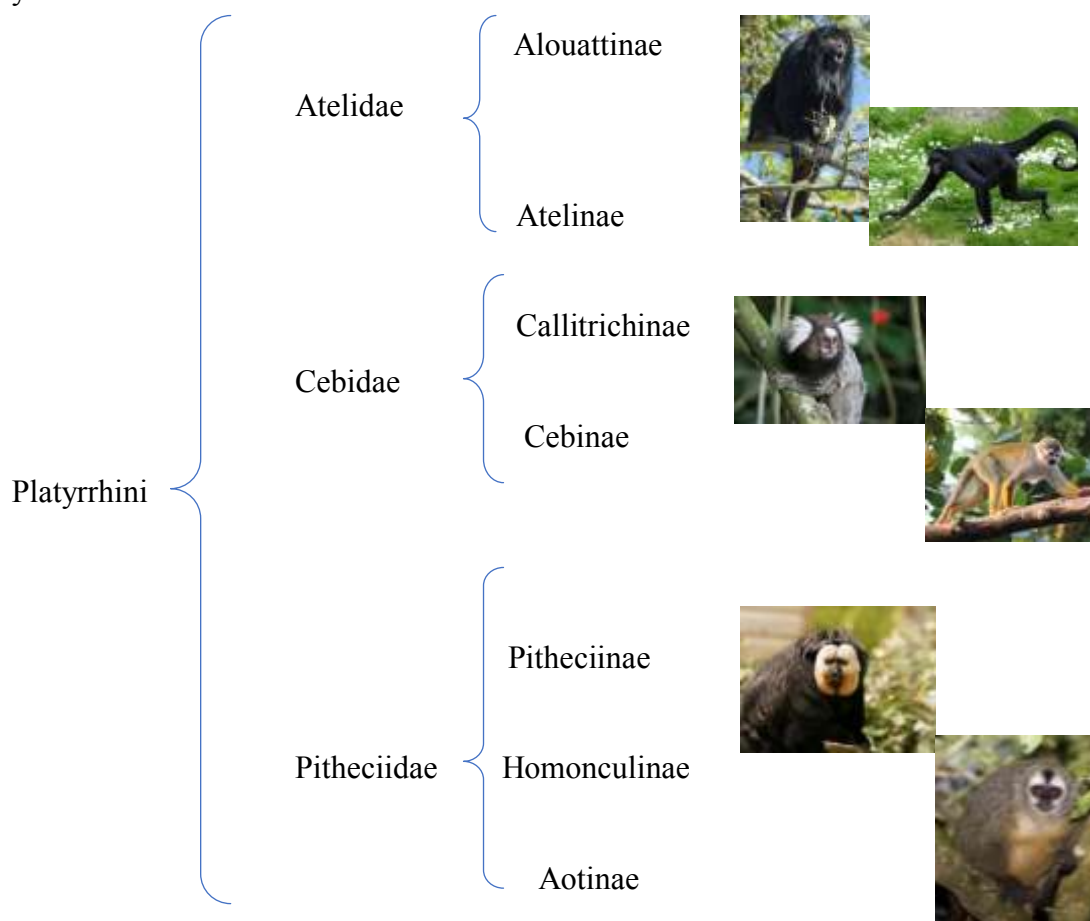 Alouattinae
Atelidae
Atelinae
Callitrichinae
Cebidae
Cebinae
Platyrrhini
Pitheciinae
Pitheciidae
Homonculinae
Aotinae